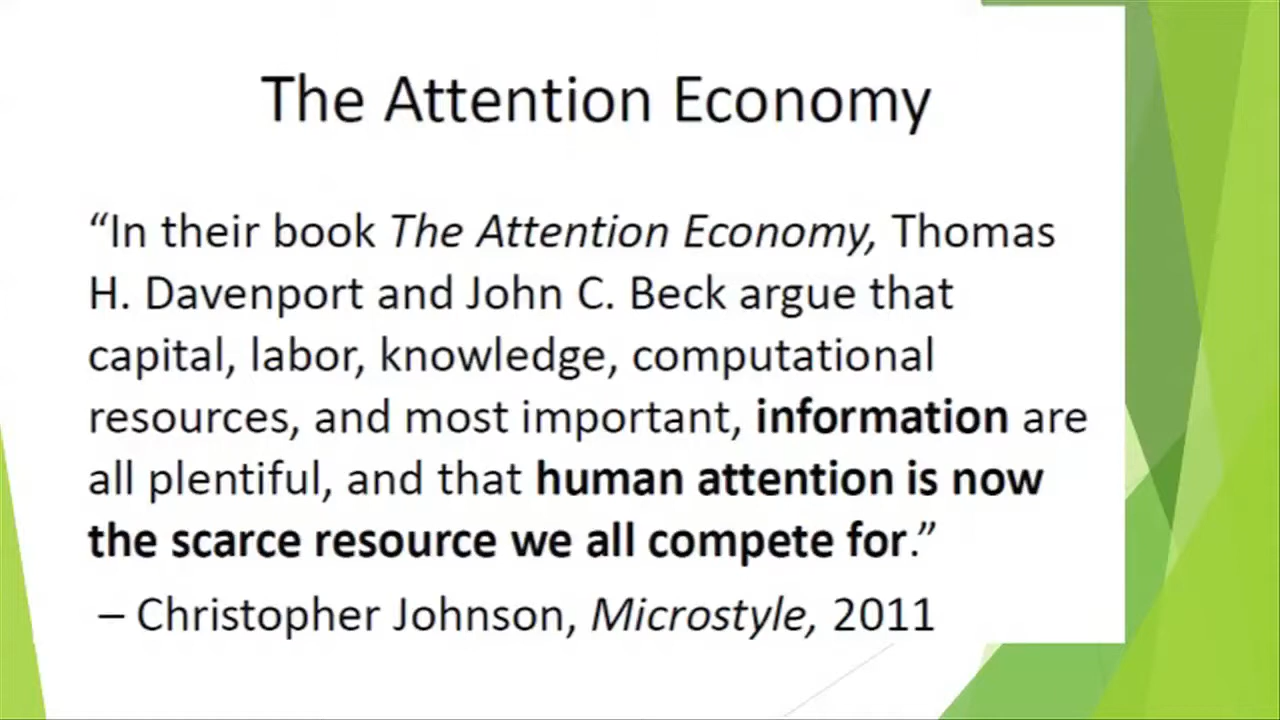 The Attention Economy
“In their book The Attention Economy, Thomas
H. Davenport and John C. Beck argue that
capital, labor, knowledge, computational
resources, and most important, information are
all plentiful, and that human attention is now
the scarce resource we all compete for.”
– Christopher Johnson, Microstyle, 2011